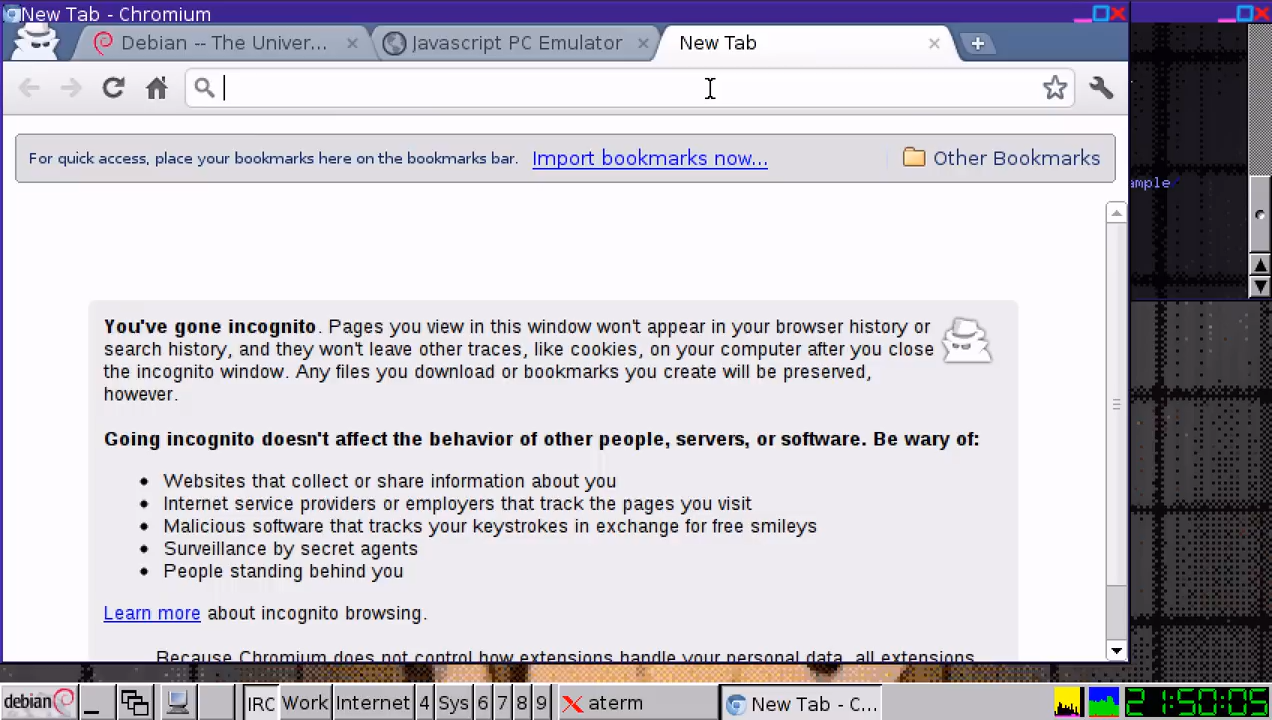 New Tab - Chromium
Debian -- The Univer...
Javascript PC Emulator
New Tab
For quick access, place your bookmarks here on the bookmarks bar. Import bookmarks now... Other Bookmarks
ample
You've gone incognito. Pages you view in this window won't appear in your browser history or
search history, and they won't leave other traces, like cookies, on your computer after you close
the incognito window. Any files you download or bookmarks you create will be preserved,
however.
Going incognito doesn't affect the behavior of other people, servers, or software. Be wary of:
• Websites that collect or share information about you
• Internet service providers or employers that track the pages you visit
• Malicious software that tracks your keystrokes in exchange for free smileys
• Surveillance by secret agents
• People standing behind you
Learn more about incognito browsing.
Because Chromium does not control how extensions handle your personal data, all extensions
debian IRC Work Internet 4 Sys 6 7 8 9 aterm New Tab - C... 21:50:05